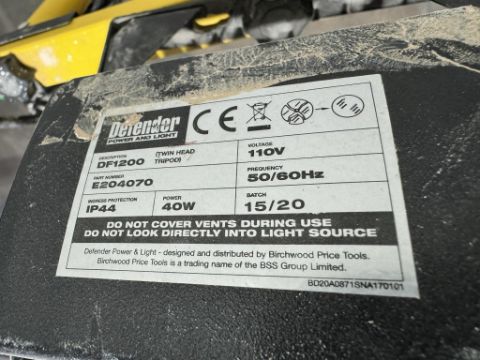 Defender
POWER AND LIGHT
CE
DESCRIPTION
DF1200 (TWIN HEAD TRIPOD)
VOLTAGE
110V
PART NUMBER
E204070
FREQUENCY
50/60Hz
INGRESS PROTECTION
IP44
POWER
40W
BATCH
15/20
DO NOT COVER VENTS DURING USE
DO NOT LOOK DIRECTLY INTO LIGHT SOURCE
Defender Power & Light - designed and distributed by Birchwood Price Tools.
Birchwood Price Tools is a trading name of the BSS Group Limited.
BD20A0871SNA170101